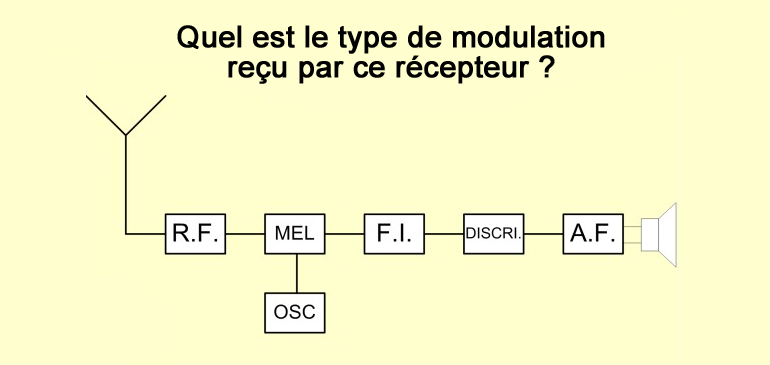 Quel est le type de modulation
reçu par ce récepteur ?
R.F.
MEL
F.I.
DISCRI.
A.F.
OSC